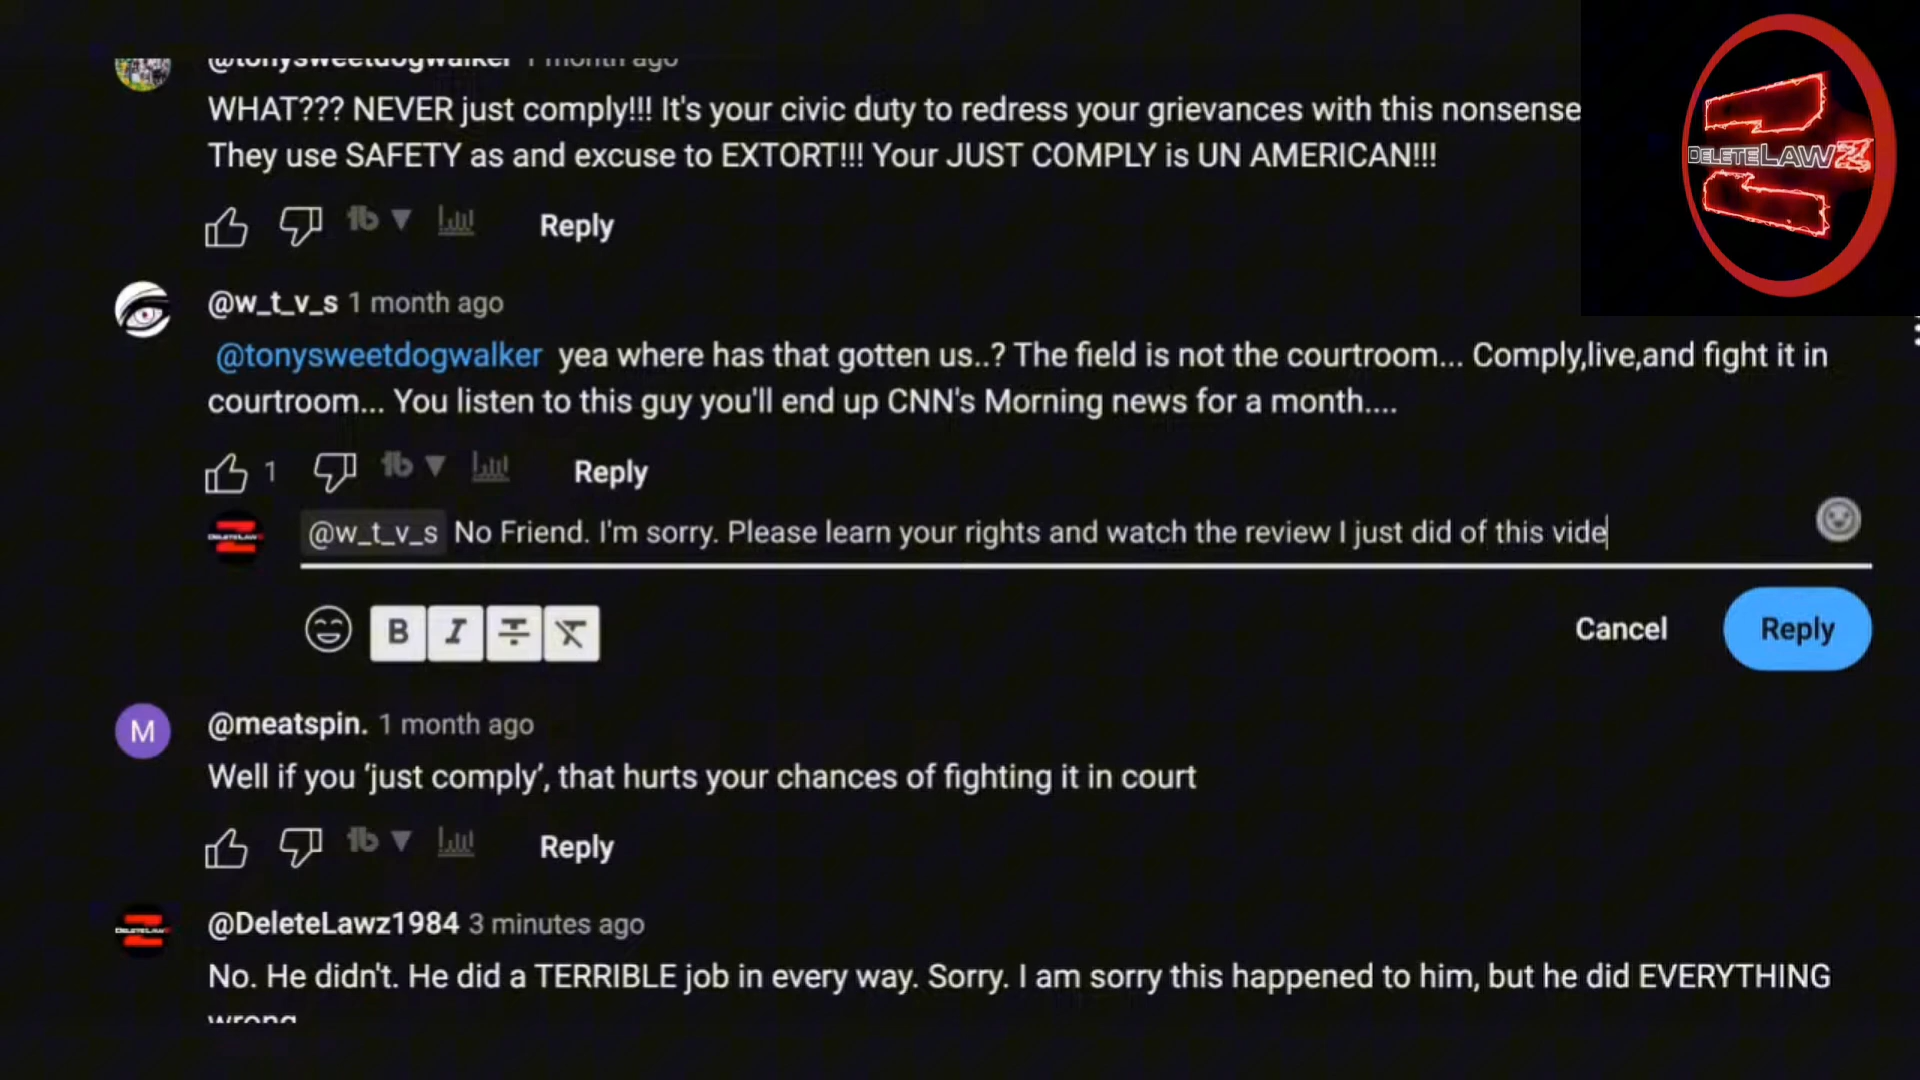 @tonysweetdogwalker 1 month ago
WHAT??? NEVER just comply!!! It's your civic duty to redress your grievances with this nonsense
They use SAFETY as and excuse to EXTORT!!! Your JUST COMPLY is UN AMERICAN!!!
Reply
DELETELAWZ
@w_t_v_s 1 month ago
@tonysweetdogwalker yea where has that gotten us..? The field is not the courtroom... Comply,live,and fight it in
courtroom... You listen to this guy you'll end up CNN's Morning news for a month....
1 Reply
@w_t_v_s No Friend. I'm sorry. Please learn your rights and watch the review I just did of this vide
B I
Cancel Reply
M
@meatspin. 1 month ago
Well if you ‘just comply’, that hurts your chances of fighting it in court
Reply
@DeleteLawz1984 3 minutes ago
No. He didn't. He did a TERRIBLE job in every way. Sorry. I am sorry this happened to him, but he did EVERYTHING
wrong